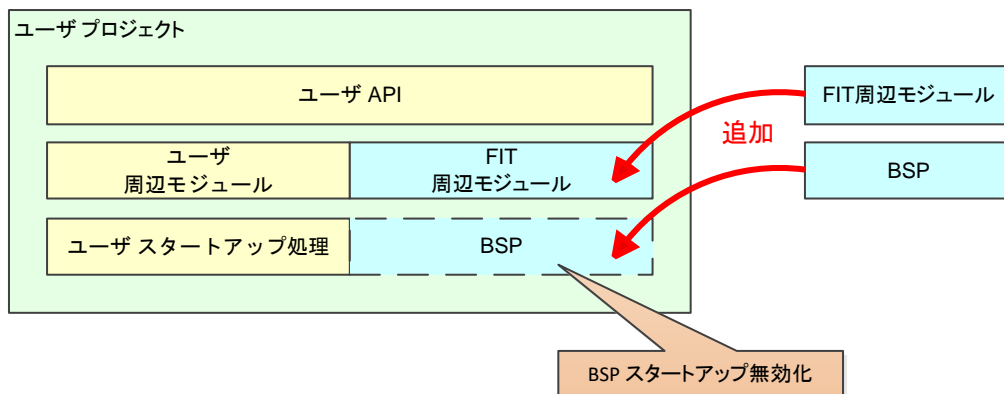 ユーザ プロジェクト
ユーザ API
FIT周辺モジュール
追加
ユーザ
周辺モジュール
FIT
周辺モジュール
BSP
ユーザ スタートアップ処理
BSP
BSP スタートアップ無効化